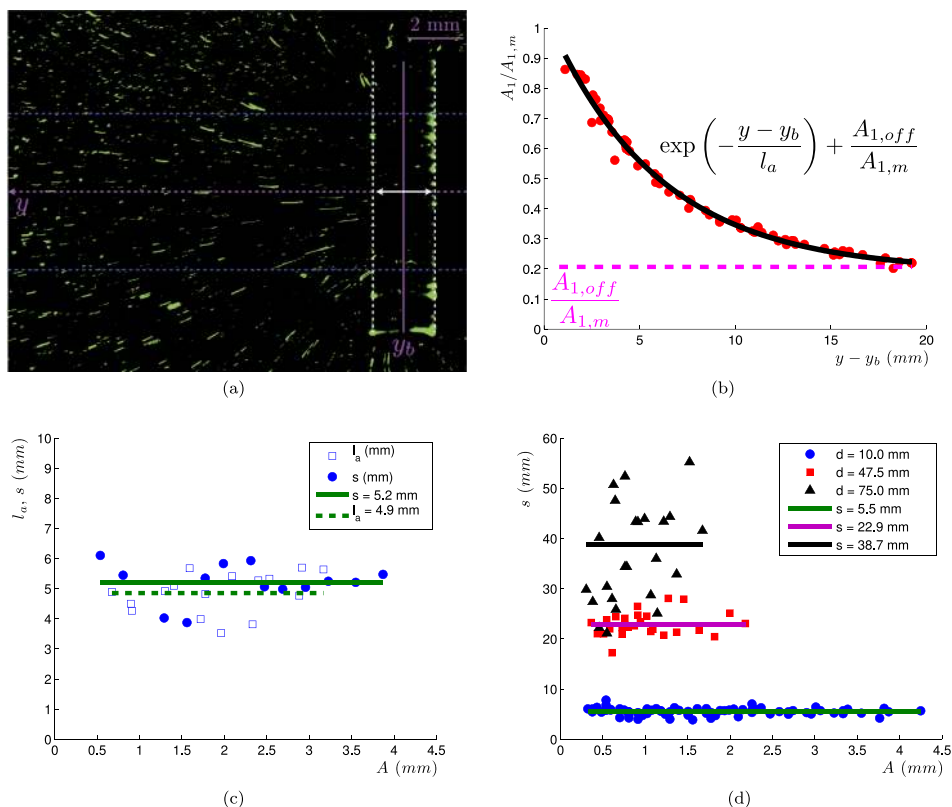 2 mm
y
y_b
(a)
A_1/A_{1,m}
1
0.9
0.8
0.7
0.6
0.5
0.4
0.3
0.2
0.1
0
exp(-\frac{y - y_b}{l_a}) + \frac{A_{1,off}}{A_{1,m}}
\frac{A_{1,off}}{A_{1,m}}
0 5 10 15 20
y - y_b (mm)
(b)
l_a, s (mm)
10
9
8
7
6
5
4
3
2
1
0
l_a (mm)
s (mm)
s = 5.2 mm
l_a = 4.9 mm
0 0.5 1 1.5 2 2.5 3 3.5 4 4.5
A (mm)
(c)
s (mm)
60
50
40
30
20
10
0
d = 10.0 mm
d = 47.5 mm
d = 75.0 mm
s = 5.5 mm
s = 22.9 mm
s = 38.7 mm
0 0.5 1 1.5 2 2.5 3 3.5 4 4.5
A (mm)
(d)